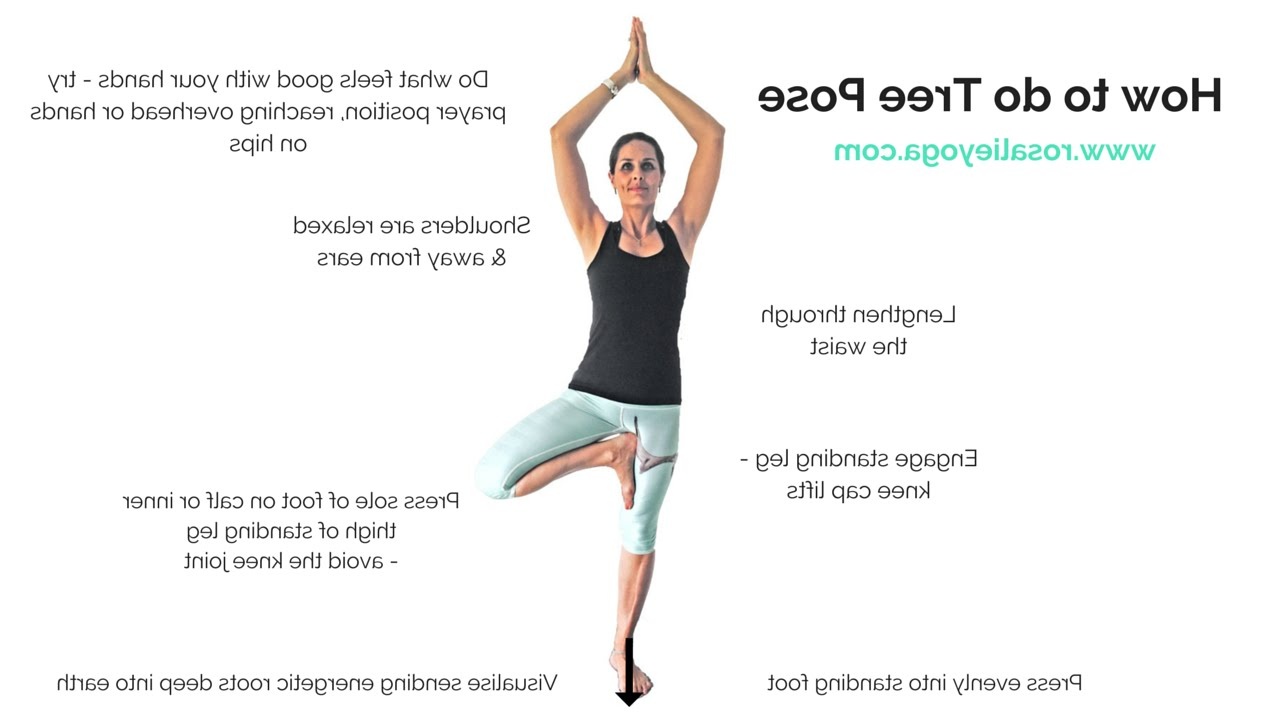 How to do Tree Pose
www.rosalieyoga.com
Do what feels good with your hands - try
prayer position, reaching overhead or hands
on hips
Shoulders are relaxed
& away from ears
Lengthen through
the waist
Engage standing leg -
knee cap lifts
Press sole of foot on calf or inner
thigh of standing leg
- avoid the knee joint
Visualise sending energetic roots deep into earth
Press evenly into standing foot